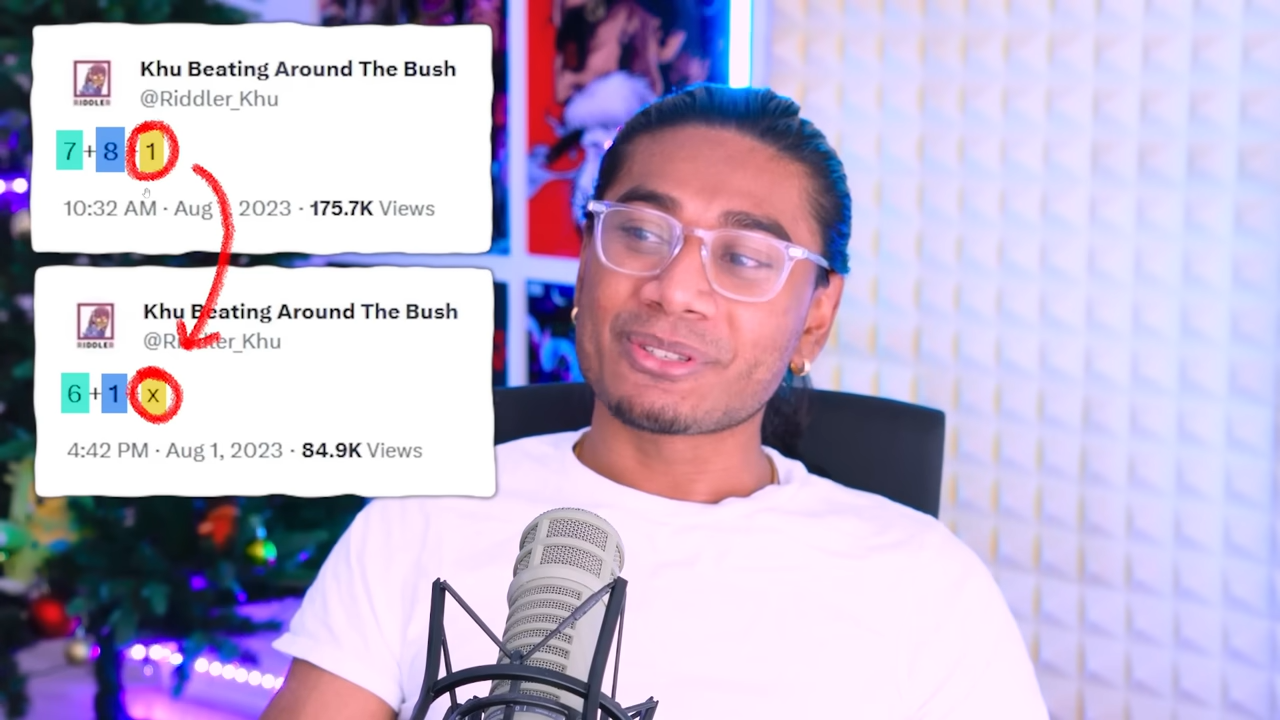 Khu Beating Around The Bush
@Riddler_Khu
RIDDLER
7+8 1
10:32 AM · Aug 2023 · 175.7K Views
Khu Beating Around The Bush
@Riddler_Khu
RIDDLER
6+1 x
4:42 PM · Aug 1, 2023 · 84.9K Views